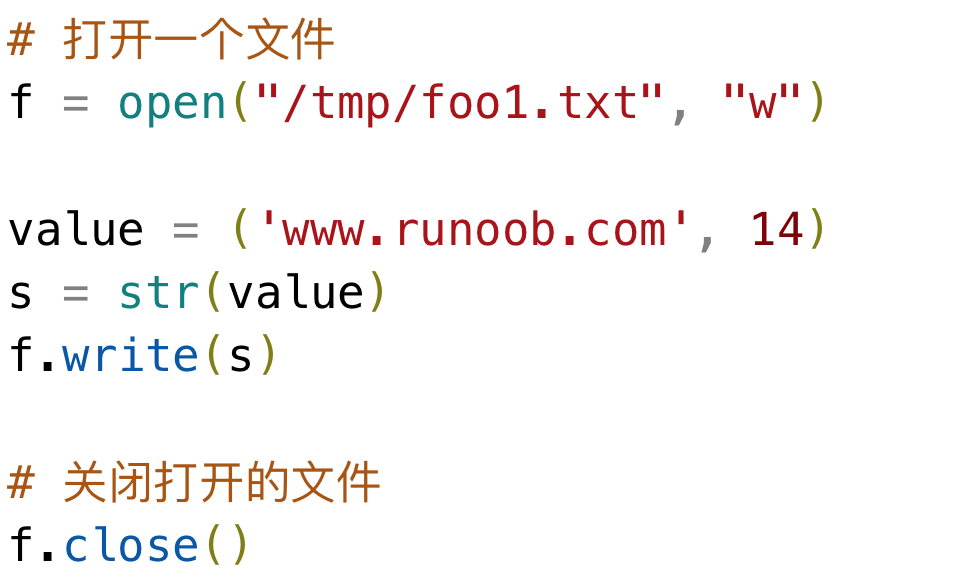 # 打开一个文件
f = open("/tmp/foo1.txt", "w")
value = ('www.runoob.com', 14)
s = str(value)
f.write(s)
# 关闭打开的文件
f.close()